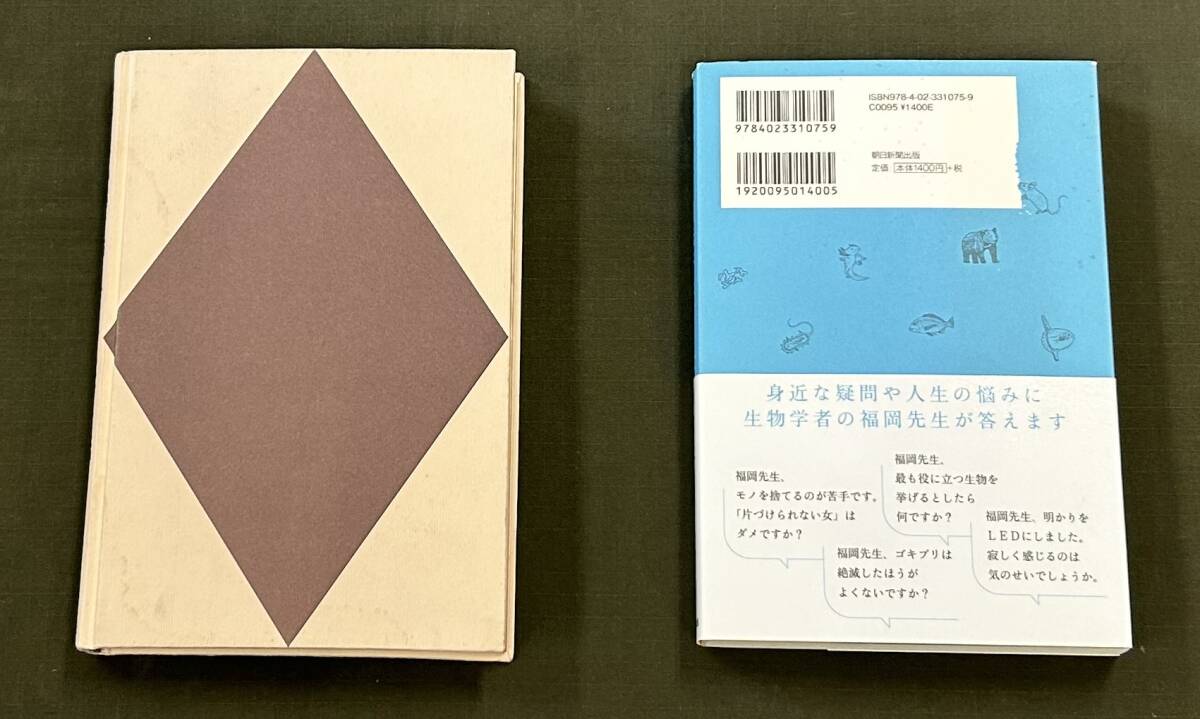 ISBN978-4-02-331075-9
C0095 ¥1400E
9784023310759
朝日新聞出版
定価 本体1400円+税
1920095014005
身近な疑問や人生の悩みに
生物学者の福岡先生が答えます
福岡先生、
モノを捨てるのが苦手です。
「片づけられない女」は
ダメですか？
福岡先生、
最も役に立つ生物を
挙げるとしたら
何ですか？
福岡先生、ゴキブリは
絶滅したほうが
よくないですか？
福岡先生、明かりを
LEDにしました。
寂しく感じるのは
気のせいでしょうか。